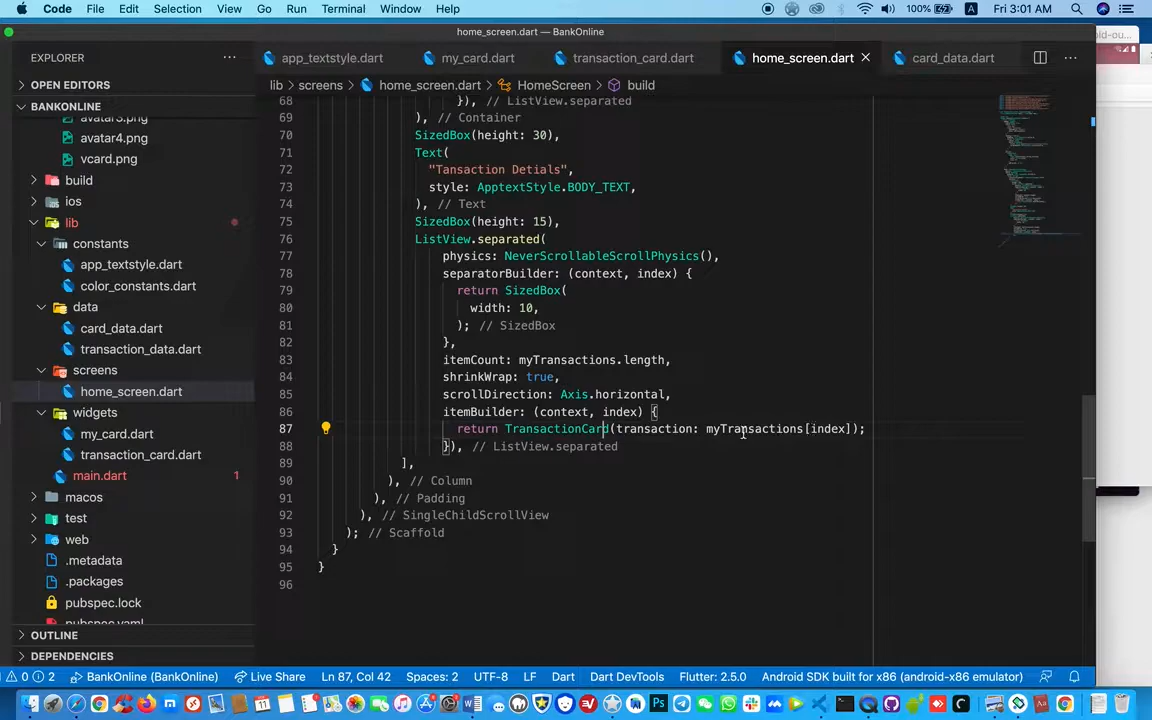 Code File Edit Selection View Go Run Terminal Window Help 100% A Fri 3:01 AM
home_screen.dart — BankOnline
EXPLORER
app_textstyle.dart my_card.dart transaction_card.dart home_screen.dart card_data.dart
lib screens home_screen.dart HomeScreen build
OPEN EDITORS
BANKONLINE
avatar3.png
avatar4.png
vcard.png
build
ios
lib
constants
app_textstyle.dart
color_constants.dart
data
card_data.dart
transaction_data.dart
screens
home_screen.dart
widgets
my_card.dart
transaction_card.dart
main.dart 1
macos
test
web
.metadata
.packages
pubspec.lock
pubspec.yaml
OUTLINE
DEPENDENCIES
68 }), // ListView.separated
69 ), // Container
70 SizedBox(height: 30),
71 Text(
72 "Tansaction Detials",
73 style: ApptextStyle.BODY_TEXT,
74 ), // Text
75 SizedBox(height: 15),
76 ListView.separated(
77 physics: NeverScrollableScrollPhysics(),
78 separatorBuilder: (context, index) {
79 return SizedBox(
80 width: 10,
81 ); // SizedBox
82 },
83 itemCount: myTransactions.length,
84 shrinkWrap: true,
85 scrollDirection: Axis.horizontal,
86 itemBuilder: (context, index) {
87 return TransactionCard(transaction: myTransactions[index]);
88 }), // ListView.separated
89 ],
90 ), // Column
91 ), // Padding
92 ), // SingleChildScrollView
93 ); // Scaffold
94 }
95 }
96
0 2 BankOnline (BankOnline) Live Share Ln 87, Col 42 Spaces: 2 UTF-8 LF Dart Dart DevTools Flutter: 2.5.0 Android SDK built for x86 (android-x86 emulator)